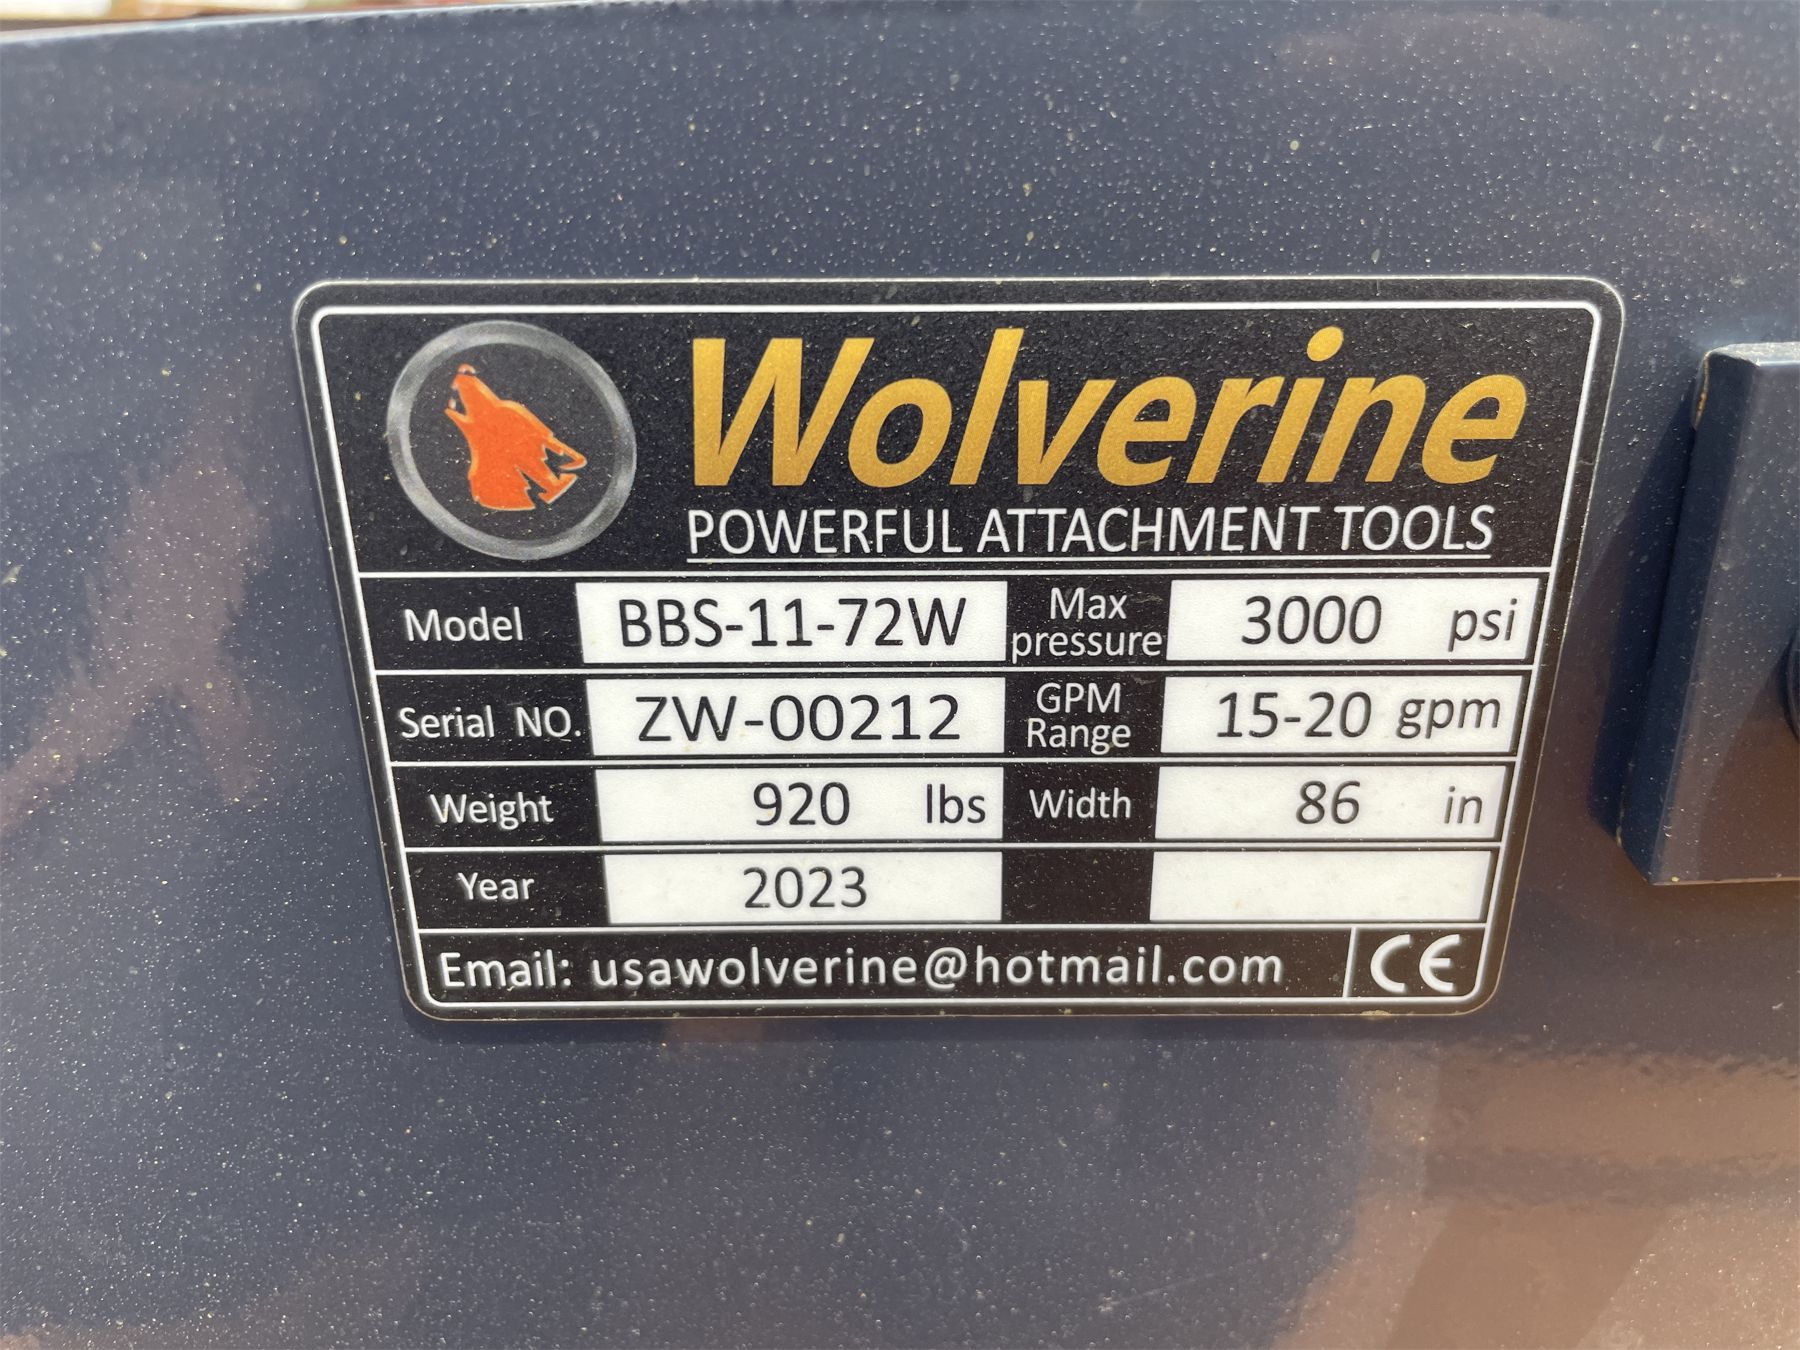 Wolverine
POWERFUL ATTACHMENT TOOLS
Model BBS-11-72W Max pressure 3000 psi
Serial NO. ZW-00212 GPM Range 15-20 gpm
Weight 920 lbs Width 86 in
Year 2023
Email: usawolverine@hotmail.com CE